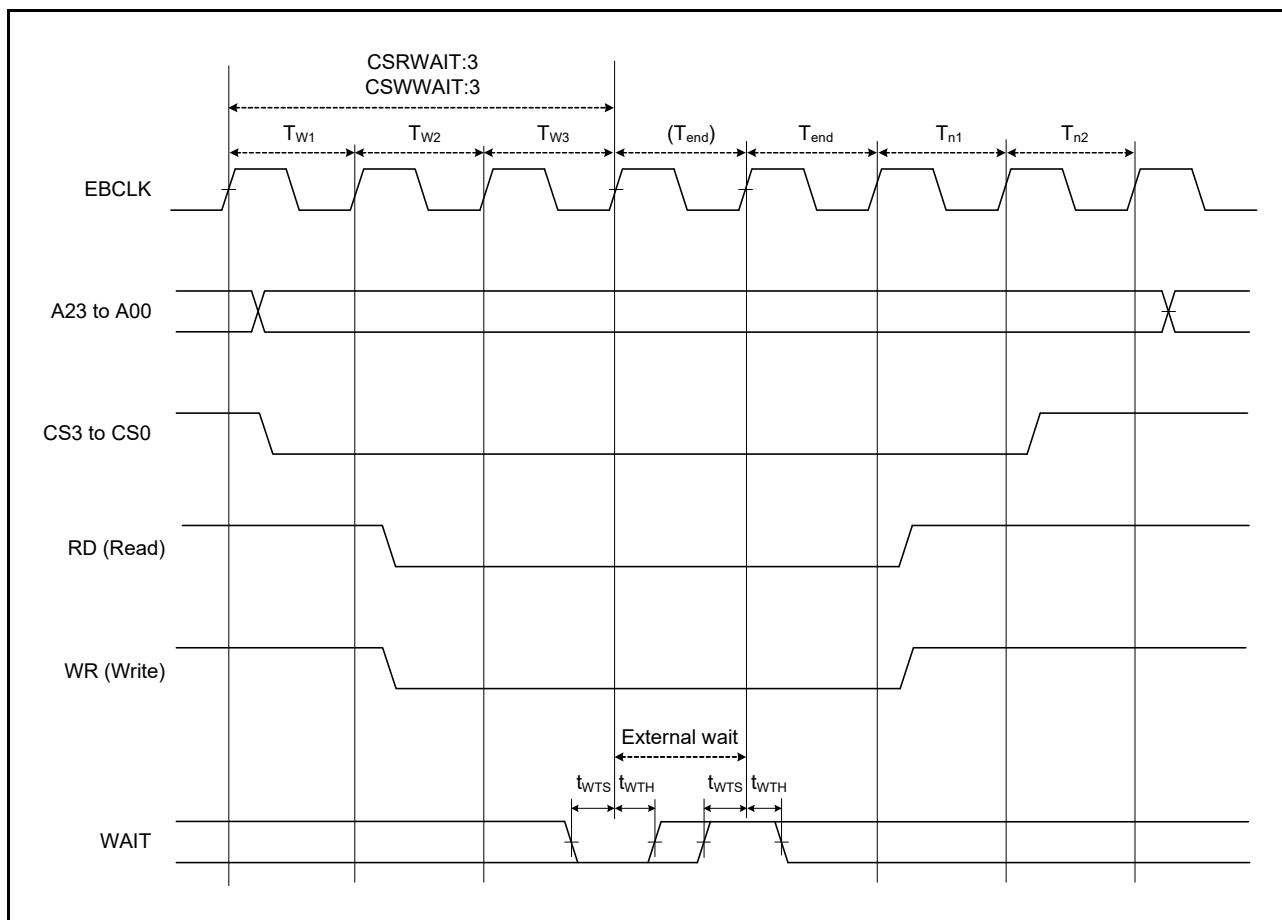 CSRWAIT:3
CSWWAIT:3
TW1 TW2 TW3 (Tend) Tend Tn1 Tn2
EBCLK
A23 to A00
CS3 to CS0
RD (Read)
WR (Write)
External wait
tWTS tWTH tWTS tWTH
WAIT